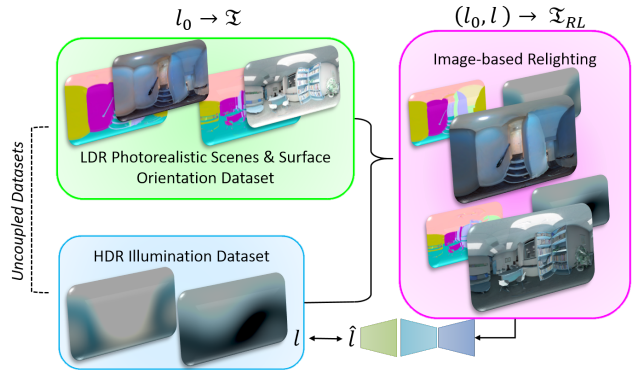 l₀ → 𝔗
(l₀, l) → 𝔗_RL
Image-based Relighting
LDR Photorealistic Scenes & Surface
Orientation Dataset
Uncoupled Datasets
HDR Illumination Dataset
l
l̂